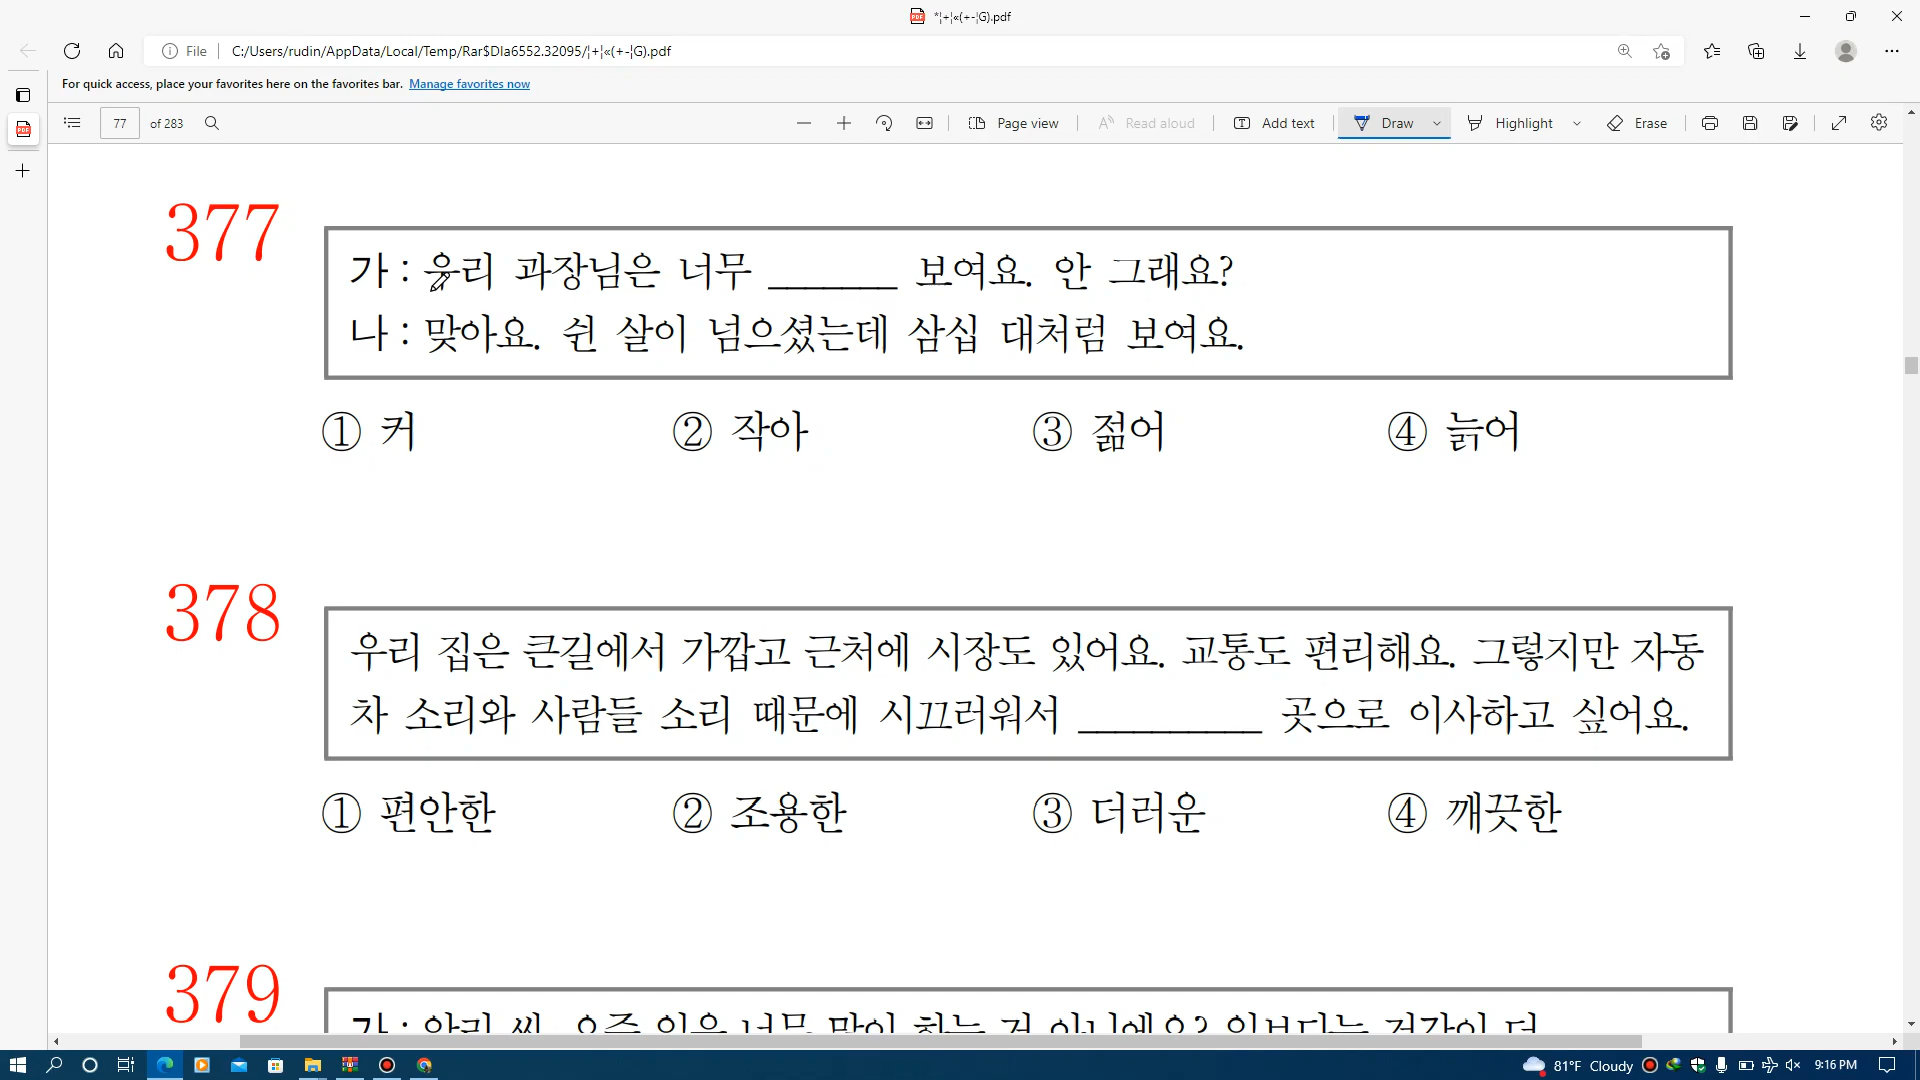 *¦+¦«(+-¦G).pdf
File C:/Users/rudin/AppData/Local/Temp/Rar$DIa6552.32095/¦+¦«(+-¦G).pdf
For quick access, place your favorites here on the favorites bar. Manage favorites now
77 of 283 Page view Read aloud Add text Draw Highlight Erase
377
가 : 우리 과장님은 너무 _______ 보여요. 안 그래요?
나 : 맞아요. 쉰 살이 넘으셨는데 삼십 대처럼 보여요.
① 커 ② 작아 ③ 젊어 ④ 늙어
378
우리 집은 큰길에서 가깝고 근처에 시장도 있어요. 교통도 편리해요. 그렇지만 자동
차 소리와 사람들 소리 때문에 시끄러워서 __________ 곳으로 이사하고 싶어요.
① 편안한 ② 조용한 ③ 더러운 ④ 깨끗한
379
81°F Cloudy 9:16 PM